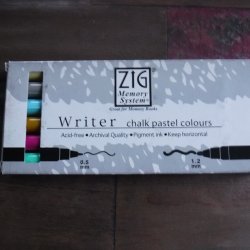 ZIG
Memory
System®
Great for Memory Books
Writer chalk pastel colours
Acid-free • Archival Quality • Pigment ink • Keep horizontal
0.5 1.2
mm mm